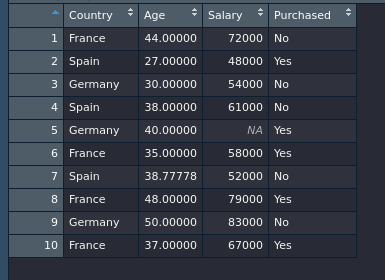 Country Age Salary Purchased
1 France 44.00000 72000 No
2 Spain 27.00000 48000 Yes
3 Germany 30.00000 54000 No
4 Spain 38.00000 61000 No
5 Germany 40.00000 NA Yes
6 France 35.00000 58000 Yes
7 Spain 38.77778 52000 No
8 France 48.00000 79000 Yes
9 Germany 50.00000 83000 No
10 France 37.00000 67000 Yes